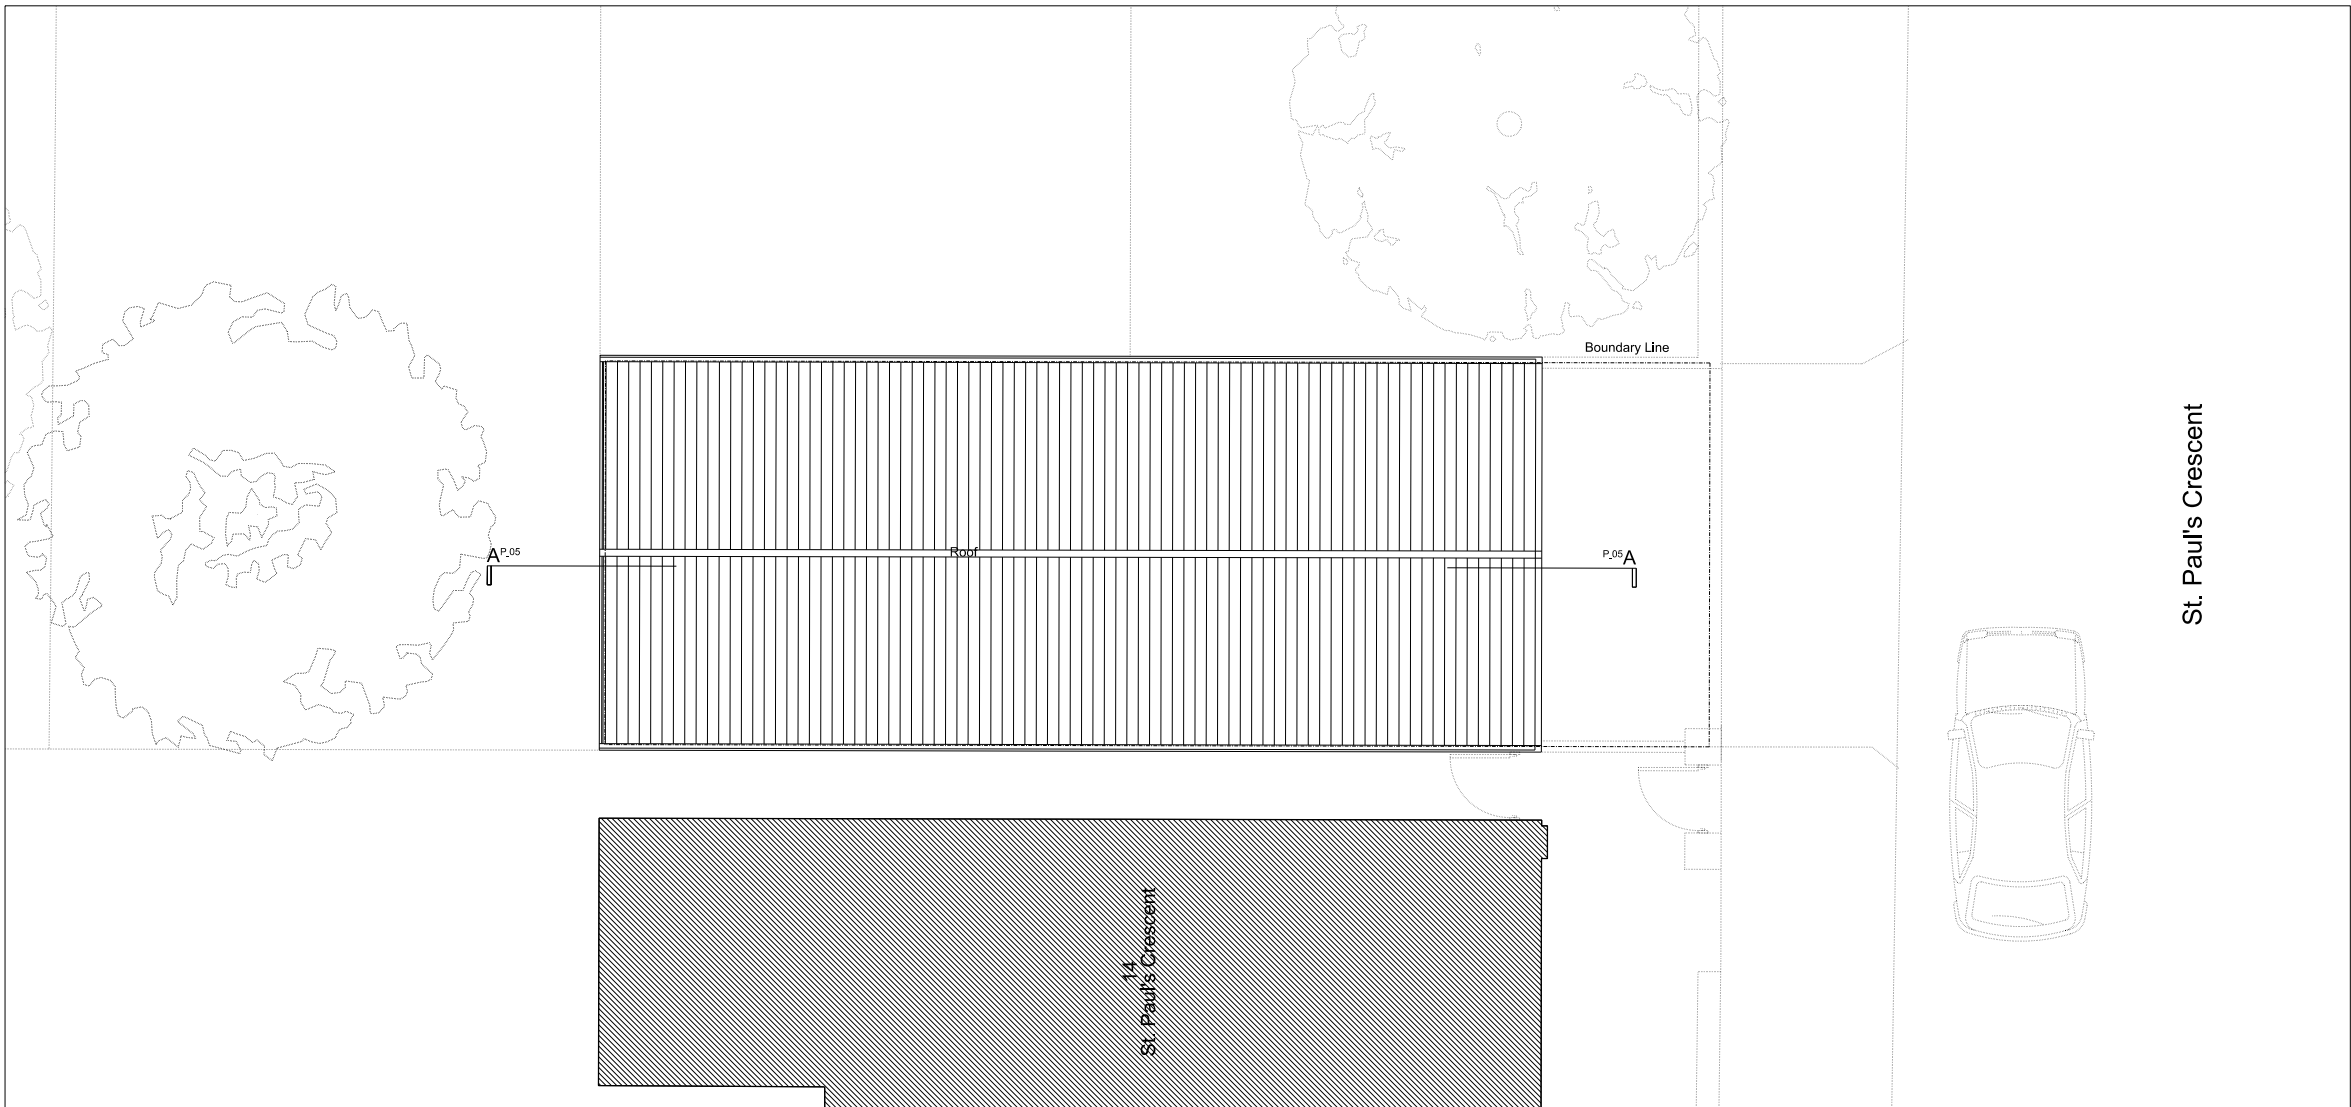 Boundary Line
St. Paul's Crescent
A P_05
Roof
P_05 A
14
St. Paul's Crescent